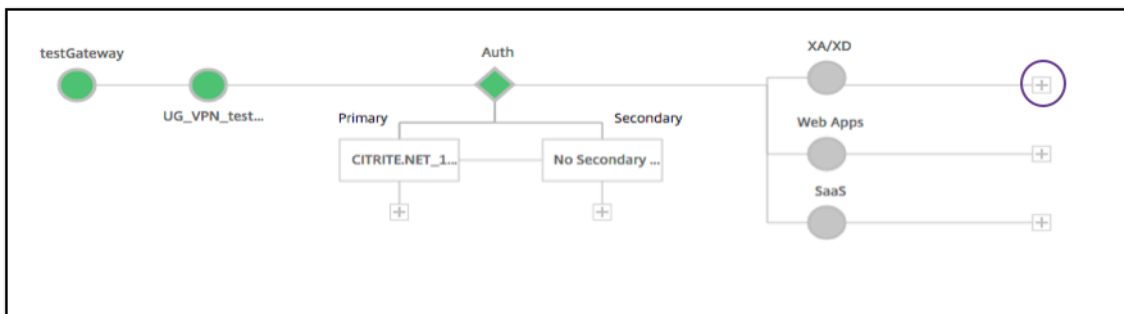 testGateway
UG_VPN_test...
Auth
Primary
Secondary
CITRITE.NET_1...
No Secondary ...
XA/XD
Web Apps
SaaS